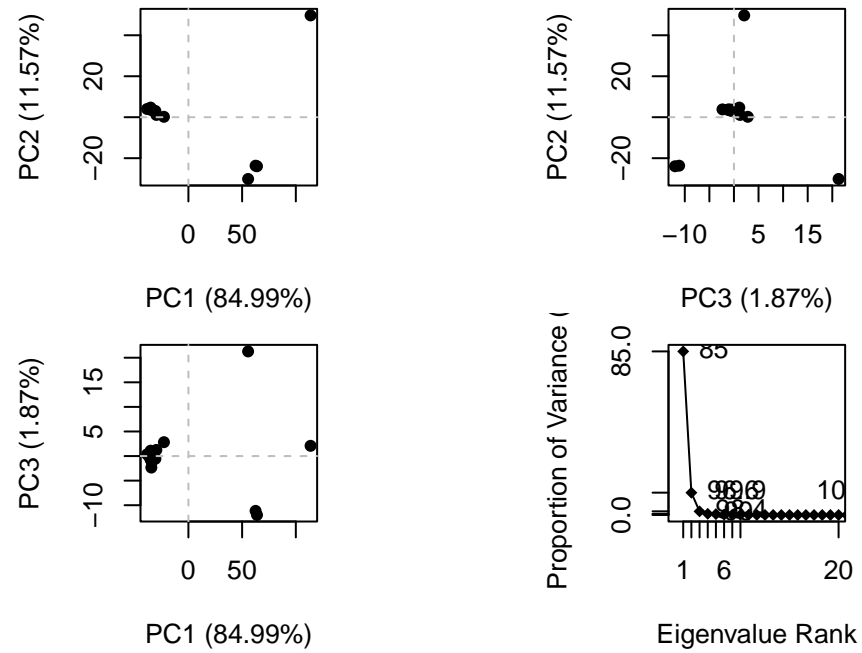 PC2 (11.57%)
20
−20
0 50
PC1 (84.99%)
PC2 (11.57%)
20
−20
−10 5 15
PC3 (1.87%)
PC3 (1.87%)
15
5
−10
0 50
PC1 (84.99%)
Proportion of Variance (
85.0
0.0
85
1 6 20
Eigenvalue Rank